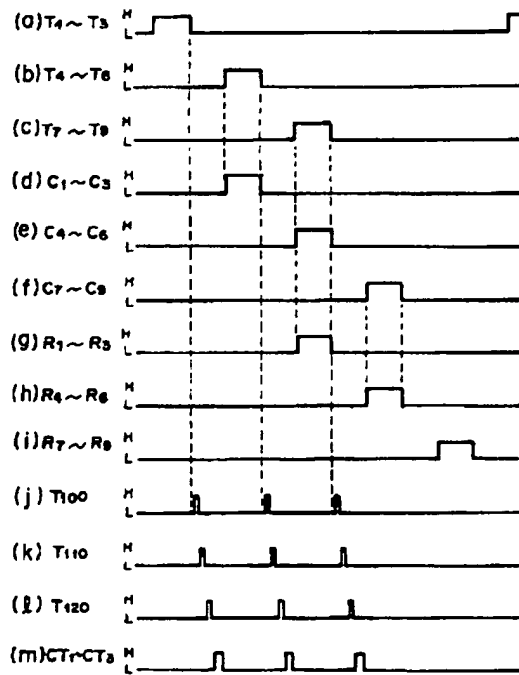 (a) T4~T3 H
L
(b) T4~T6 H
L
(c) T7~T9 H
L
(d) C1~C3 H
L
(e) C4~C6 H
L
(f) C7~C9 H
L
(g) R1~R3 H
L
(h) R4~R6 H
L
(i) R7~R9 H
L
(j) T100 H
L
(k) T110 H
L
(l) T120 H
L
(m) CT1~CT3 H
L